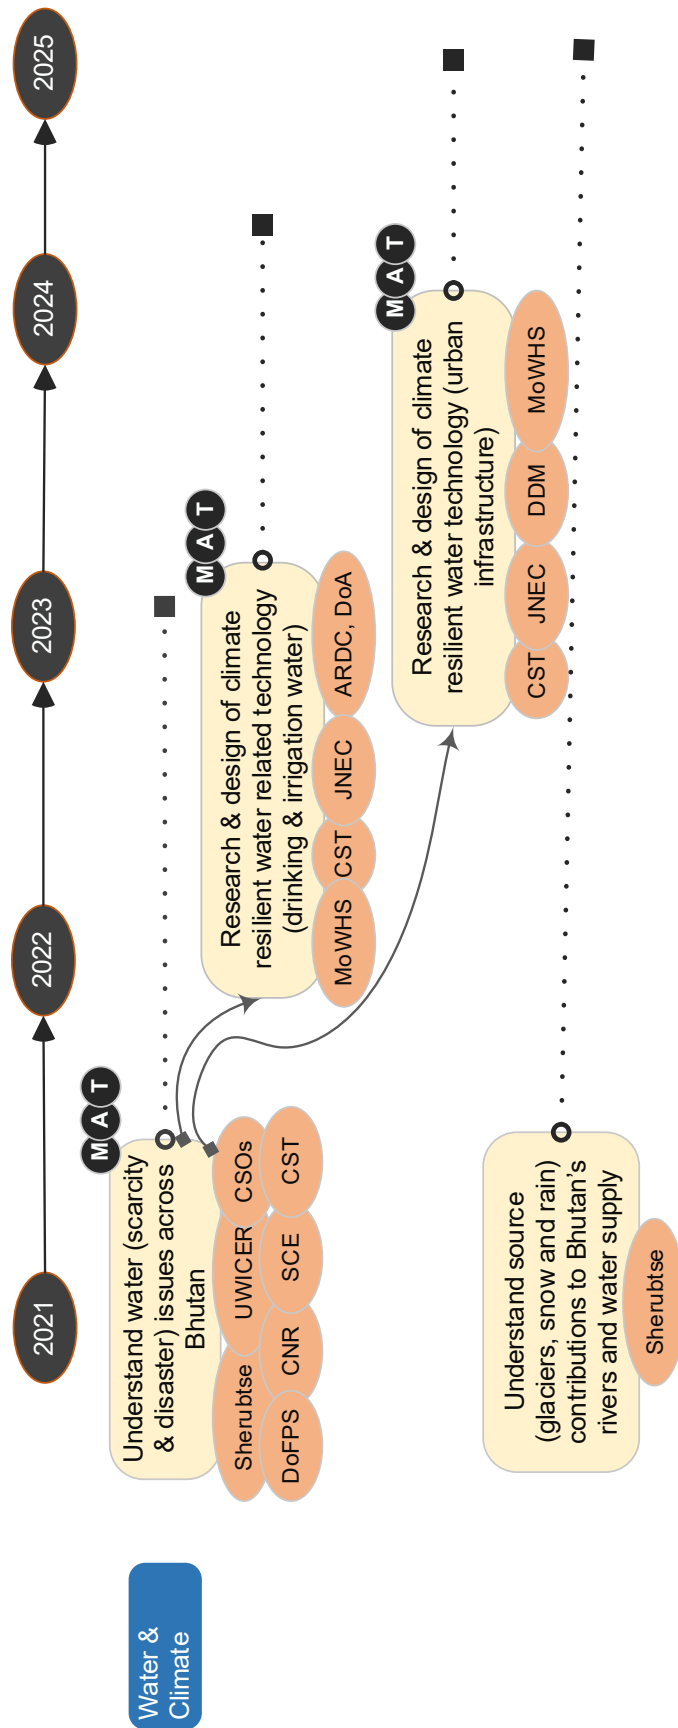 2021
2022
2023
2024
2025
Water &
Climate
M A T
Understand water (scarcity
& disaster) issues across
Bhutan
Sherubtse
UWICER
CSOs
DoFPS
CNR
SCE
CST
M A T
Research & design of climate
resilient water related technology
(drinking & irrigation water)
MoWHS
CST
JNEC
ARDC, DoA
M A T
Research & design of climate
resilient water technology (urban
infrastructure)
CST
JNEC
DDM
MoWHS
Understand source
(glaciers, snow and rain)
contributions to Bhutan’s
rivers and water supply
Sherubtse